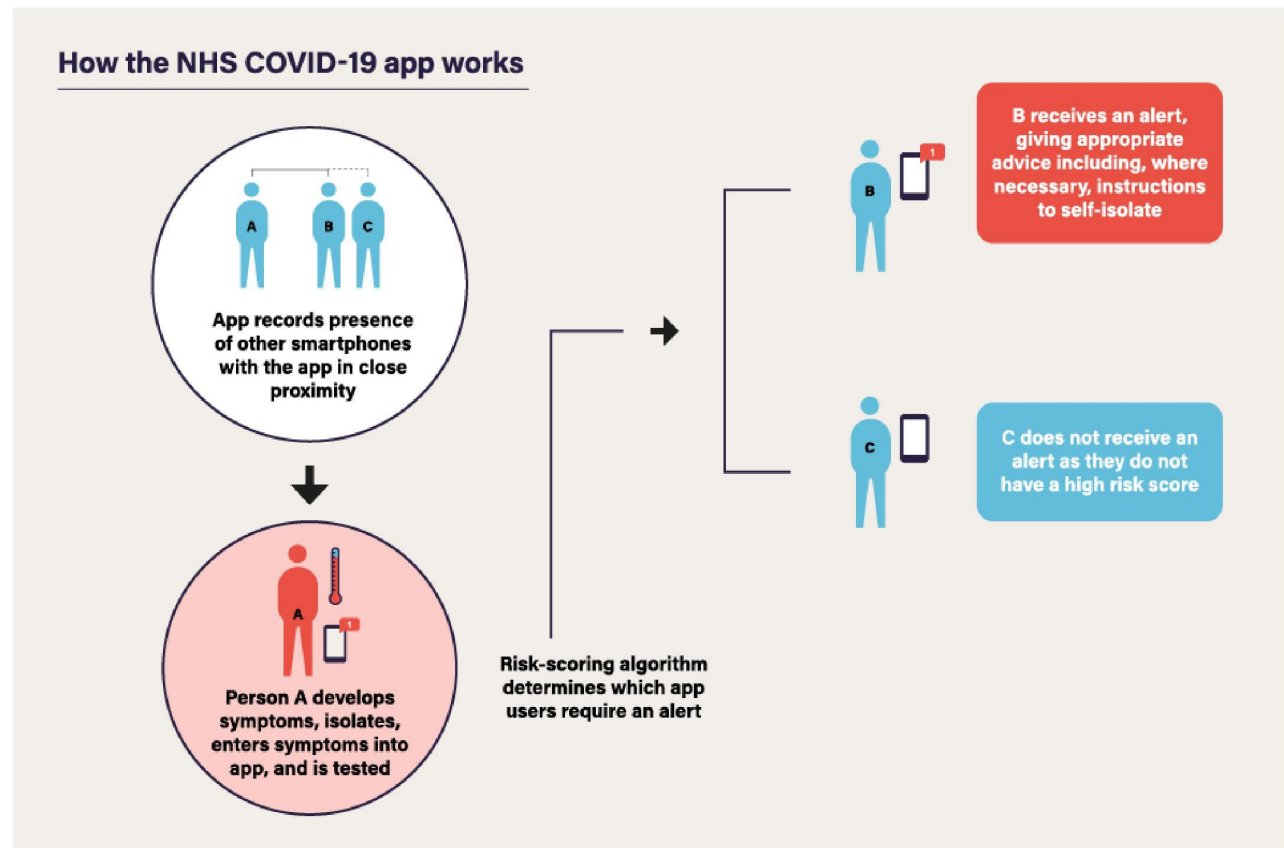 How the NHS COVID-19 app works
A
B
C
App records presence
of other smartphones
with the app in close
proximity
A
1
Person A develops
symptoms, isolates,
enters symptoms into
app, and is tested
Risk-scoring algorithm
determines which app
users require an alert
B
1
B receives an alert,
giving appropriate
advice including, where
necessary, instructions
to self-isolate
C
C does not receive an
alert as they do not
have a high risk score